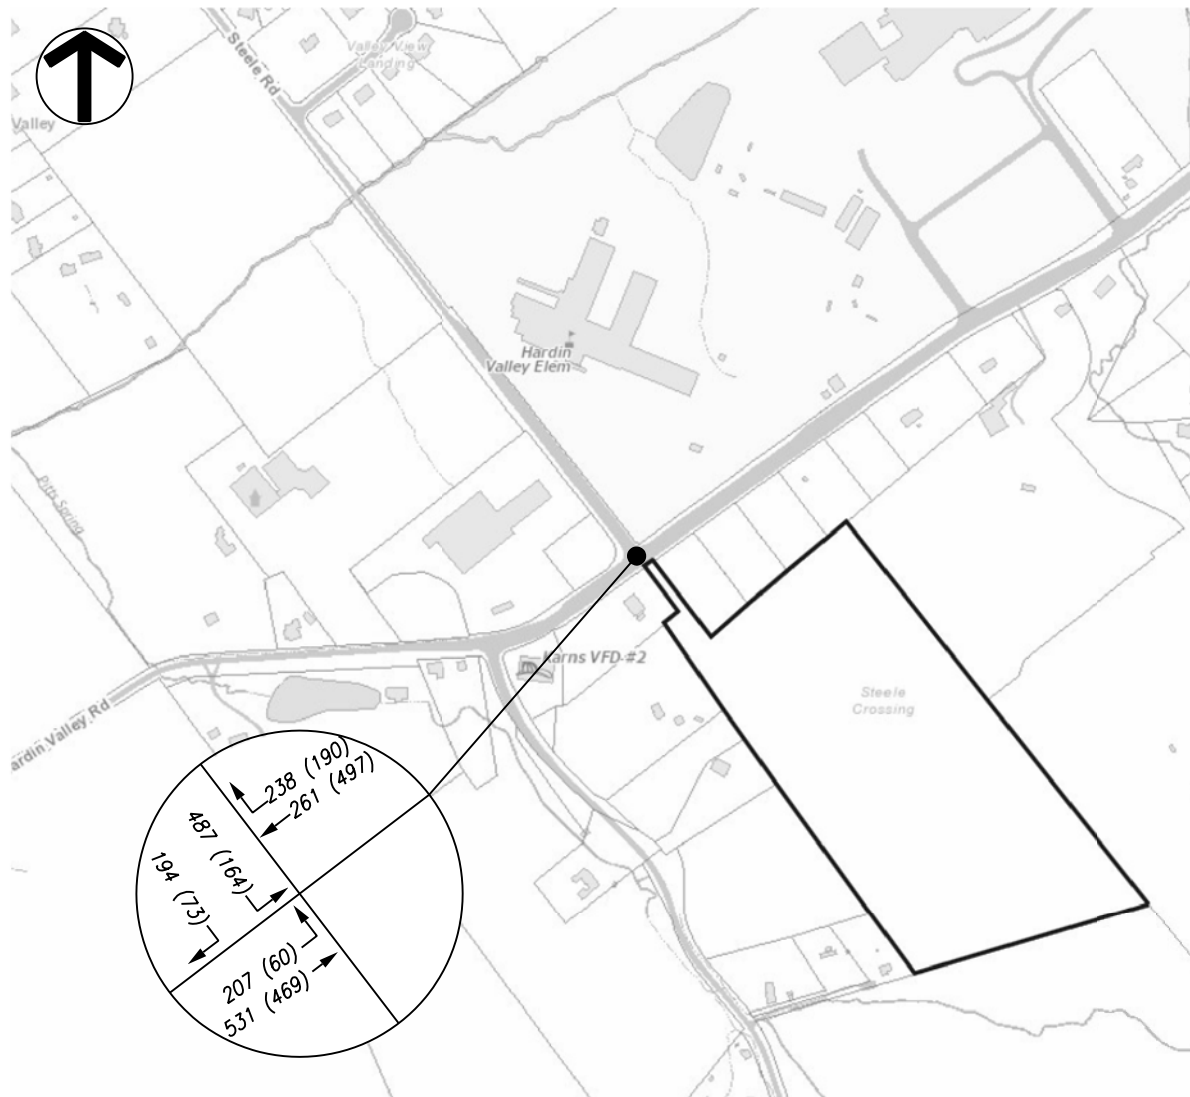 Steele Rd
Valley View
Landing
Valley
Hardin
Valley Elem
Pitts Spring
Karns VFD #2
Steele
Crossing
ardin Valley Rd
238 (190)
261 (497)
487 (164)
194 (73)
207 (60)
531 (469)